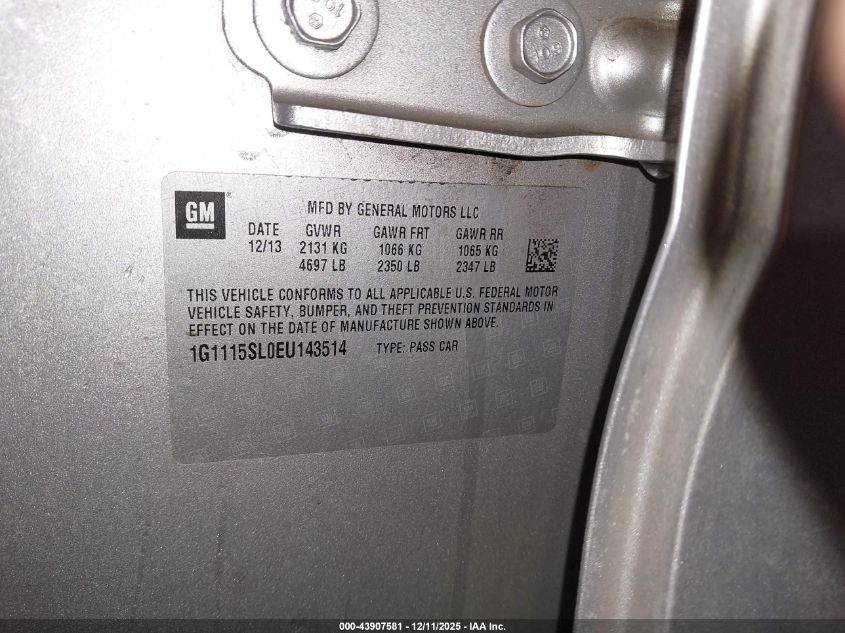 GM
MFD BY GENERAL MOTORS LLC
DATE GVWR GAWR FRT GAWR RR
12/13 2131 KG 1066 KG 1065 KG
4697 LB 2350 LB 2347 LB
THIS VEHICLE CONFORMS TO ALL APPLICABLE U.S. FEDERAL MOTOR
VEHICLE SAFETY, BUMPER, AND THEFT PREVENTION STANDARDS IN
EFFECT ON THE DATE OF MANUFACTURE SHOWN ABOVE.
1G1115SL0EU143514 TYPE: PASS CAR
000-43907581 - 12/11/2025 - IAA Inc.